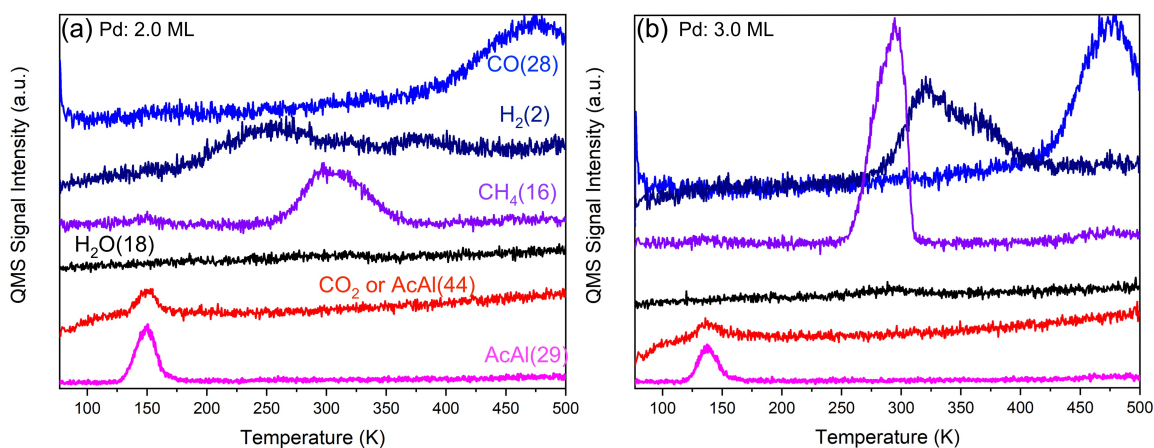 (a) Pd: 2.0 ML
CO(28)
H₂(2)
CH₄(16)
H₂O(18)
CO₂ or AcAl(44)
AcAl(29)
QMS Signal Intensity (a.u.)
100 150 200 250 300 350 400 450 500
Temperature (K)
(b) Pd: 3.0 ML
QMS Signal Intensity (a.u.)
100 150 200 250 300 350 400 450 500
Temperature (K)